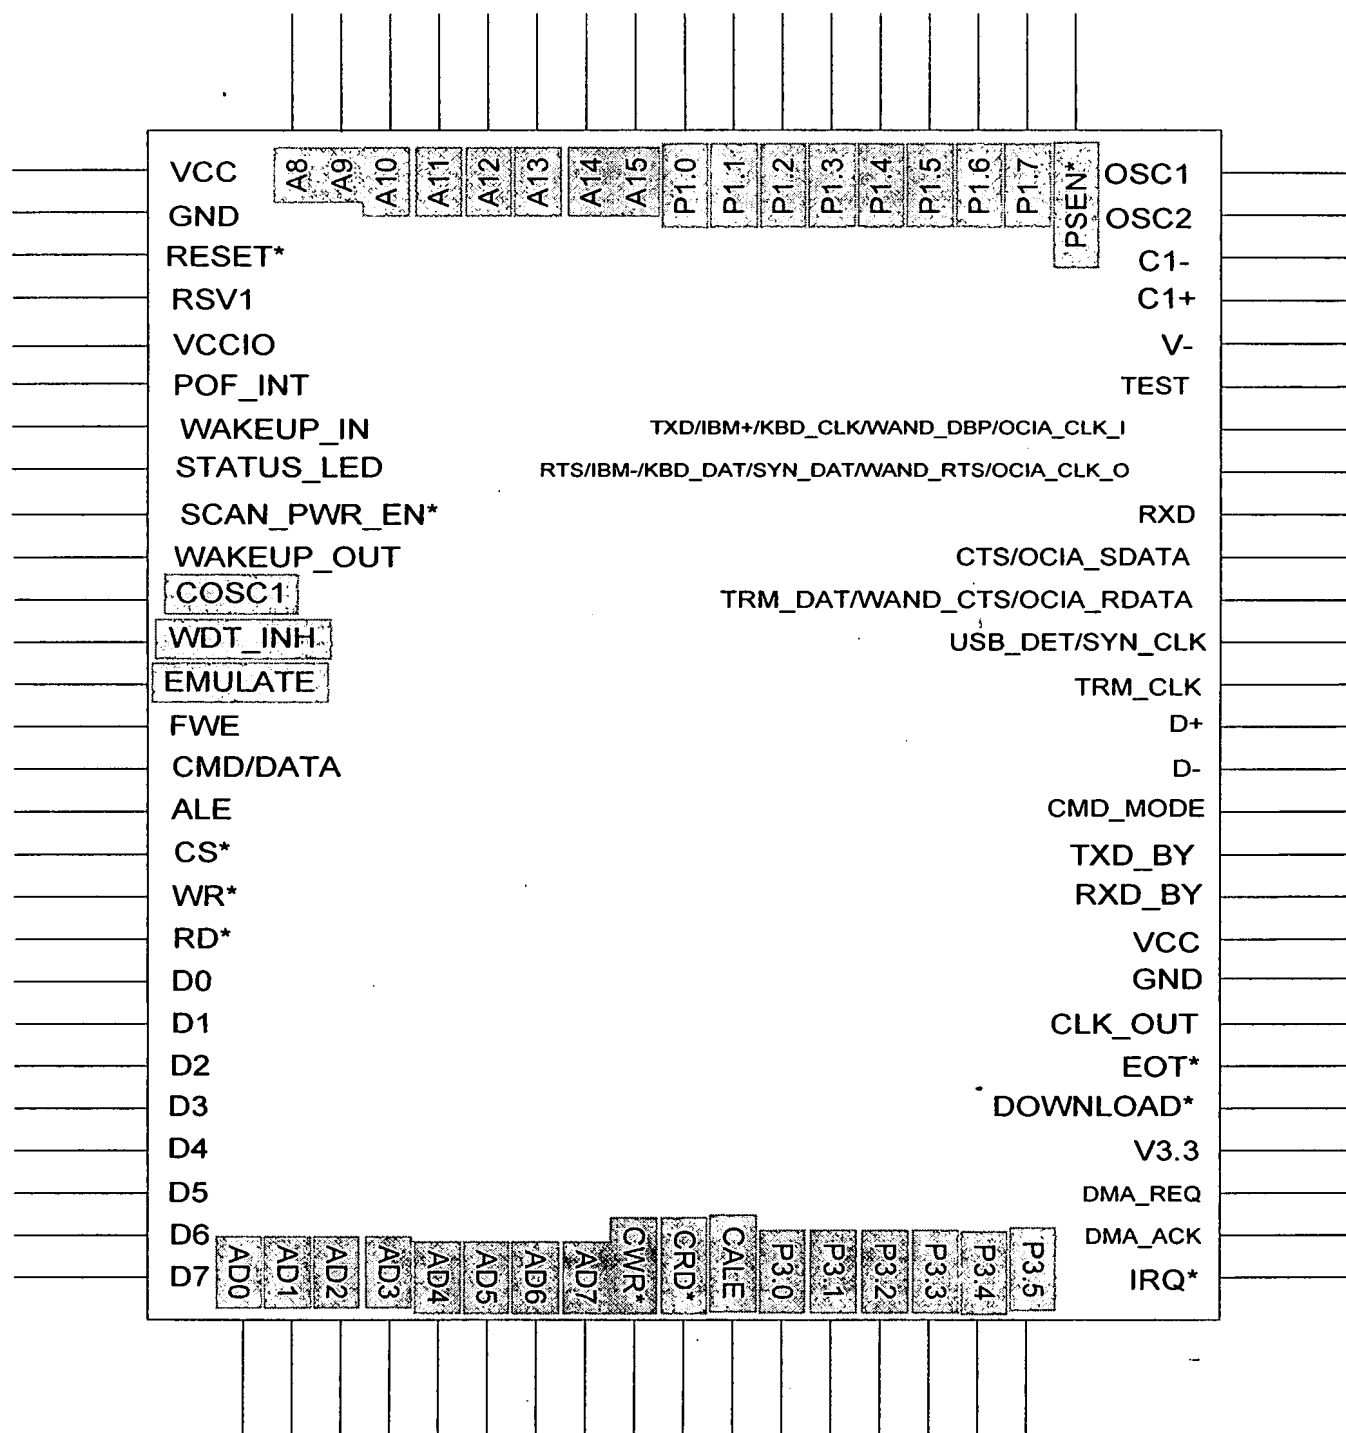 A8 A9 A10 A11 A12 A13 A14 A15 P1.0 P1.1 P1.2 P1.3 P1.4 P1.5 P1.6 P1.7 PSEN*
VCC
GND
RESET*
RSV1
VCCIO
POF_INT
WAKEUP_IN
STATUS_LED
SCAN_PWR_EN*
WAKEUP_OUT
COSC1
WDT_INH
EMULATE
FWE
CMD/DATA
ALE
CS*
WR*
RD*
D0
D1
D2
D3
D4
D5
D6
D7
OSC1
OSC2
C1-
C1+
V-
TEST
TXD/IBM+/KBD_CLK/WAND_DBP/OCIA_CLK_I
RTS/IBM-/KBD_DAT/SYN_DAT/WAND_RTS/OCIA_CLK_O
RXD
CTS/OCIA_SDATA
TRM_DAT/WAND_CTS/OCIA_RDATA
USB_DET/SYN_CLK
TRM_CLK
D+
D-
CMD_MODE
TXD_BY
RXD_BY
VCC
GND
CLK_OUT
EOT*
DOWNLOAD*
V3.3
DMA_REQ
DMA_ACK
IRQ*
AD0 AD1 AD2 AD3 AD4 AD5 AD6 AD7 CWR* CRD* CALE P3.0 P3.1 P3.2 P3.3 P3.4 P3.5